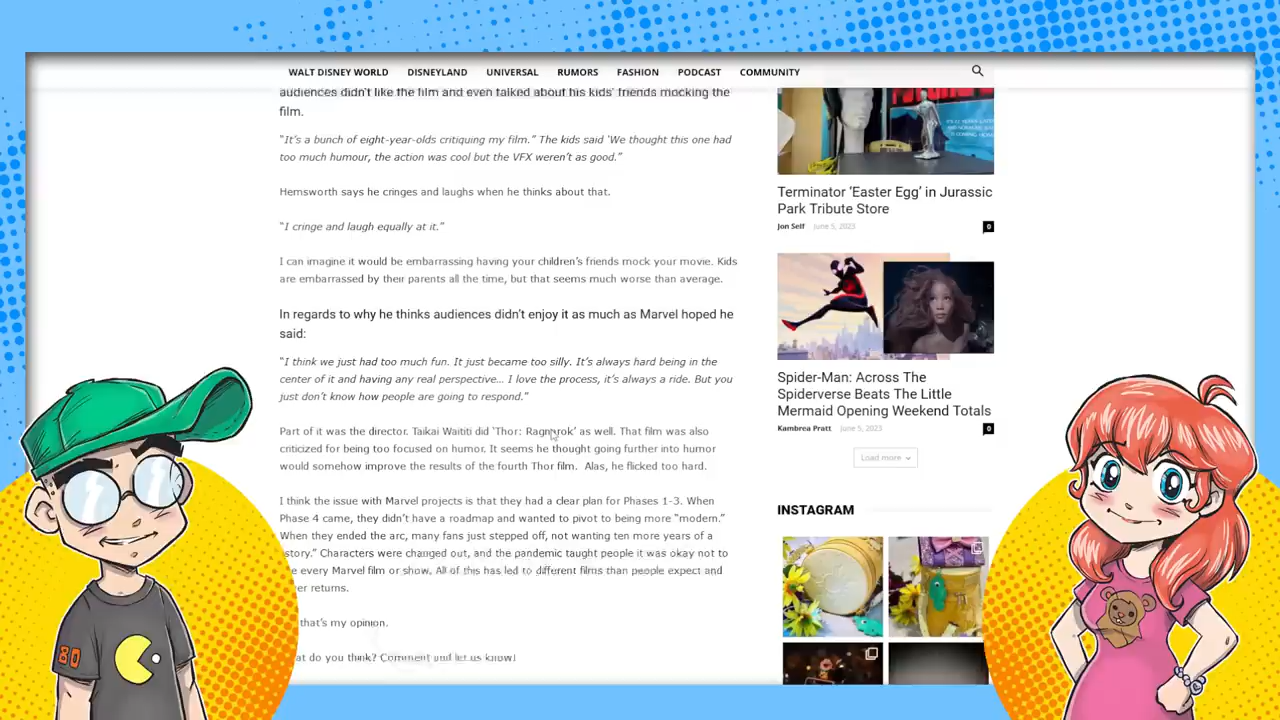 WALT DISNEY WORLD DISNEYLAND UNIVERSAL RUMORS FASHION PODCAST COMMUNITY
audiences didn't like the film and even talked about his kids' friends mocking the
film.
"It's a bunch of eight-year-olds critiquing my film." The kids said 'We thought this one had
too much humour, the action was cool but the VFX weren't as good."
Hemsworth says he cringes and laughs when he thinks about that.
"I cringe and laugh equally at it."
I can imagine it would be embarrassing having your children's friends mock your movie. Kids
are embarrassed by their parents all the time, but that seems much worse than average.
In regards to why he thinks audiences didn't enjoy it as much as Marvel hoped he
said:
"I think we just had too much fun. It just became too silly. It's always hard being in the
center of it and having any real perspective... I love the process, it's always a ride. But you
just don't know how people are going to respond."
Part of it was the director. Taikai Waititi did 'Thor: Ragnorok' as well. That film was also
criticized for being too focused on humor. It seems he thought going further into humor
would somehow improve the results of the fourth Thor film. Alas, he flicked too hard.
I think the issue with Marvel projects is that they had a clear plan for Phases 1-3. When
Phase 4 came, they didn't have a roadmap and wanted to pivot to being more "modern."
When they ended the arc, many fans just stepped off, not wanting ten more years of a
story." Characters were changed out, and the pandemic taught people it was okay not to
every Marvel film or show. All of this has led to different films than people expect and
returns.
that's my opinion.
do you think? Comment and let us know!
Terminator 'Easter Egg' in Jurassic
Park Tribute Store
Jon Self June 5, 2023 0
Spider-Man: Across The
Spiderverse Beats The Little
Mermaid Opening Weekend Totals
Kambrea Pratt June 5, 2023 0
Load more
INSTAGRAM
80